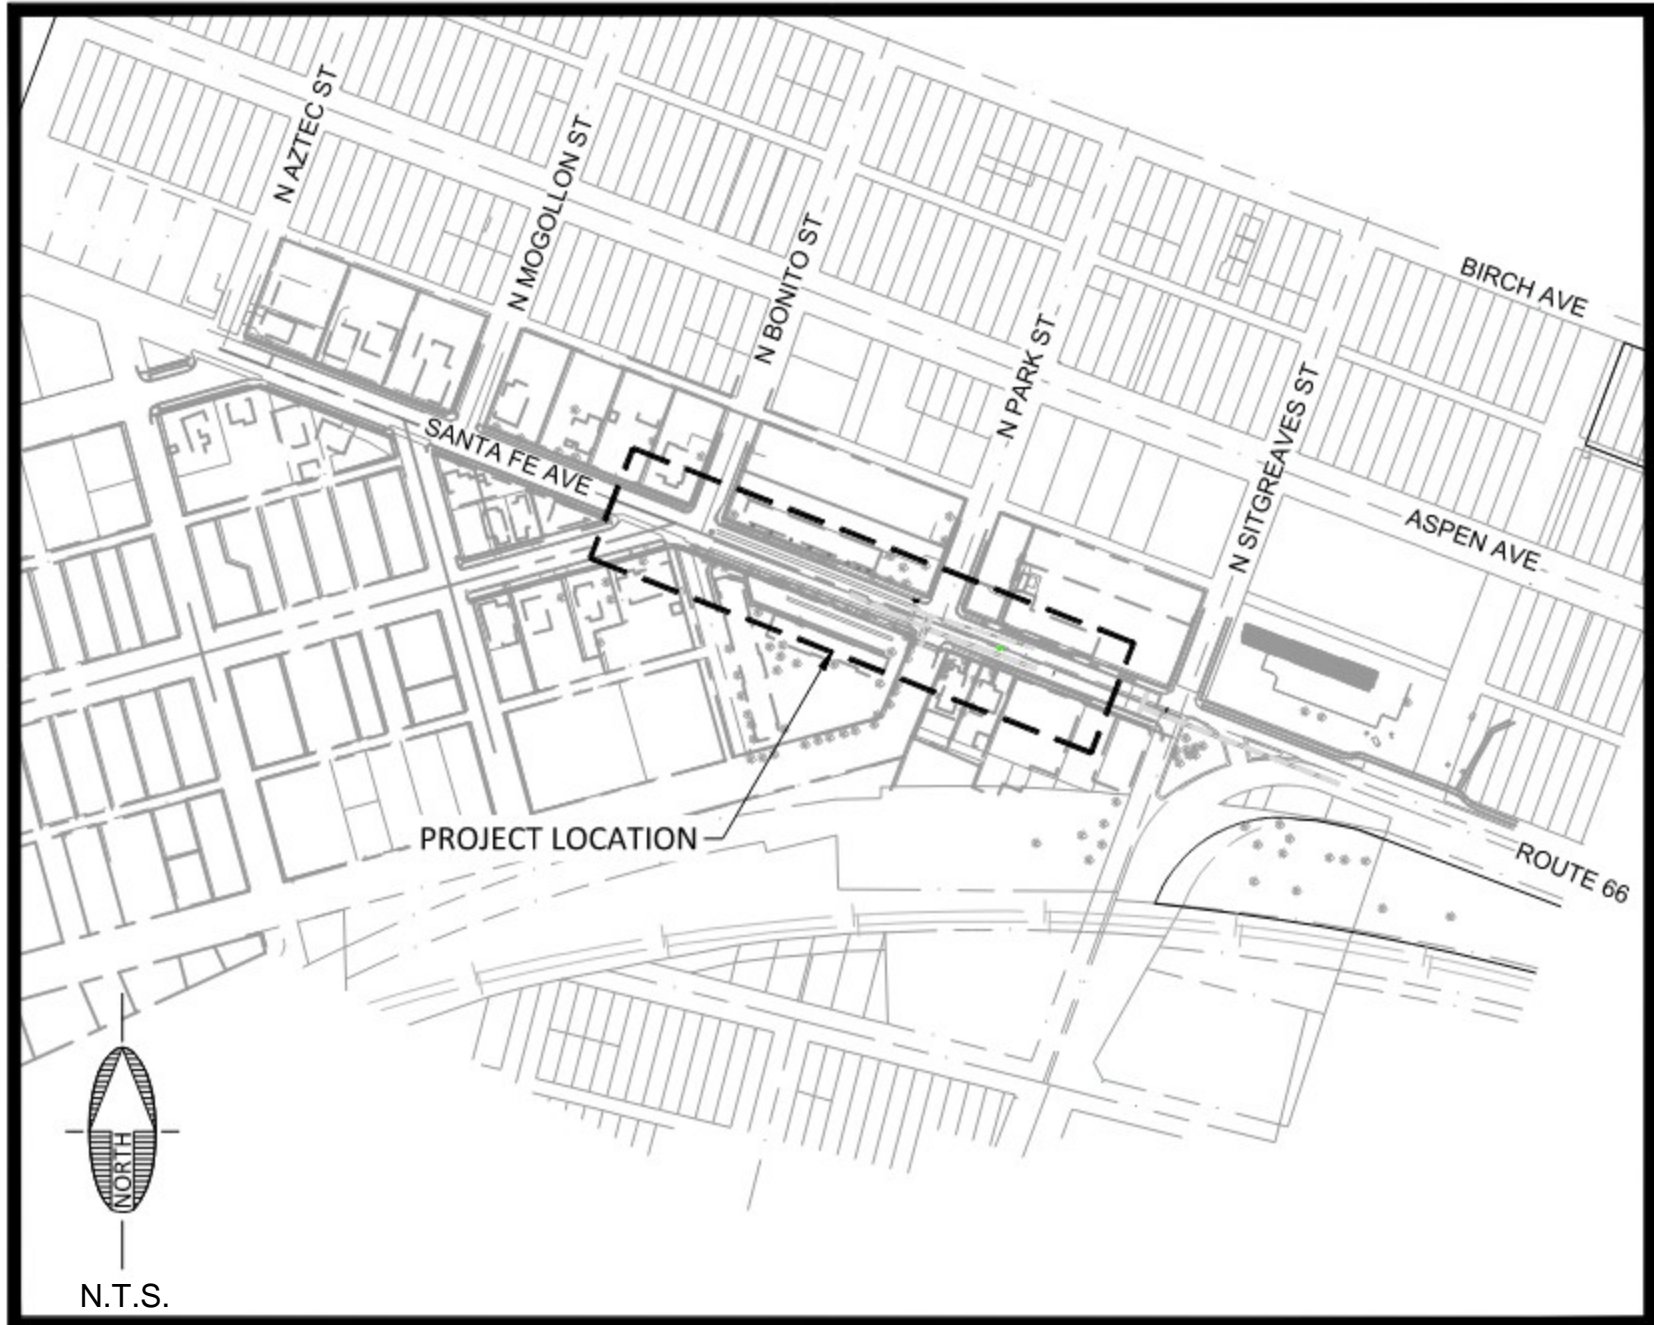 N AZTEC ST
N MOGOLLON ST
N BONITO ST
BIRCH AVE
N PARK ST
N SITGREAVES ST
SANTA FE AVE
ASPEN AVE
PROJECT LOCATION
ROUTE 66
NORTH
N.T.S.